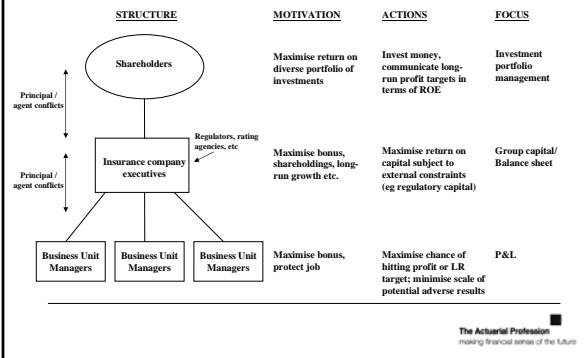 STRUCTURE
MOTIVATION
ACTIONS
FOCUS
Shareholders
Maximise return on
diverse portfolio of
investments
Invest money,
communicate long-
run profit targets in
terms of ROE
Investment
portfolio
management
Principal /
agent conflicts
Regulators, rating
agencies, etc
Insurance company
executives
Maximise bonus,
shareholdings, long-
run growth etc.
Maximise return on
capital subject to
external constraints
(eg regulatory capital)
Group capital/
Balance sheet
Principal /
agent conflicts
Business Unit
Managers
Business Unit
Managers
Business Unit
Managers
Maximise bonus,
protect job
Maximise chance of
hitting profit or LR
target; minimise scale of
potential adverse results
P&L
The Actuarial Profession
making financial sense of the future